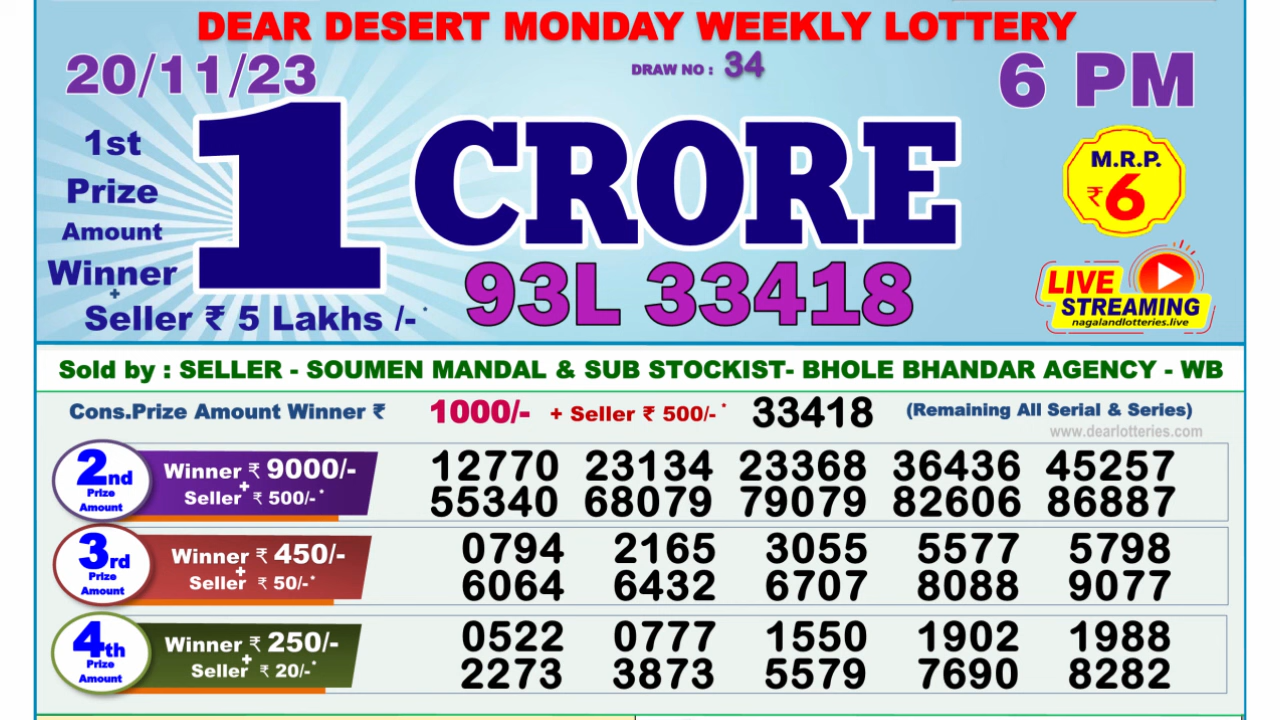 DEAR DESERT MONDAY WEEKLY LOTTERY
20/11/23
DRAW NO : 34
6 PM
1st
Prize
Amount
Winner
+
Seller ₹ 5 Lakhs /- *
1 CRORE
93L 33418
M.R.P.
₹6
LIVE
STREAMING
nagalandlotteries.live
Sold by : SELLER - SOUMEN MANDAL & SUB STOCKIST- BHOLE BHANDAR AGENCY - WB
Cons.Prize Amount Winner ₹ 1000/- + Seller ₹ 500/- * 33418 (Remaining All Serial & Series)
www.dearlotteries.com
2nd
Prize
Amount
Winner ₹ 9000/-
+
Seller ₹ 500/- *
12770 23134 23368 36436 45257
55340 68079 79079 82606 86887
3rd
Prize
Amount
Winner ₹ 450/-
+
Seller ₹ 50/- *
0794 2165 3055 5577 5798
6064 6432 6707 8088 9077
4th
Prize
Amount
Winner ₹ 250/-
+
Seller ₹ 20/- *
0522 0777 1550 1902 1988
2273 3873 5579 7690 8282